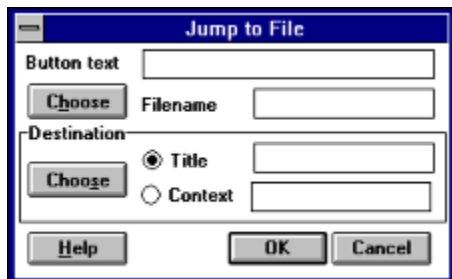 Jump to File
Button text
Choose Filename
Destination
Title
Choose
Context
Help OK Cancel